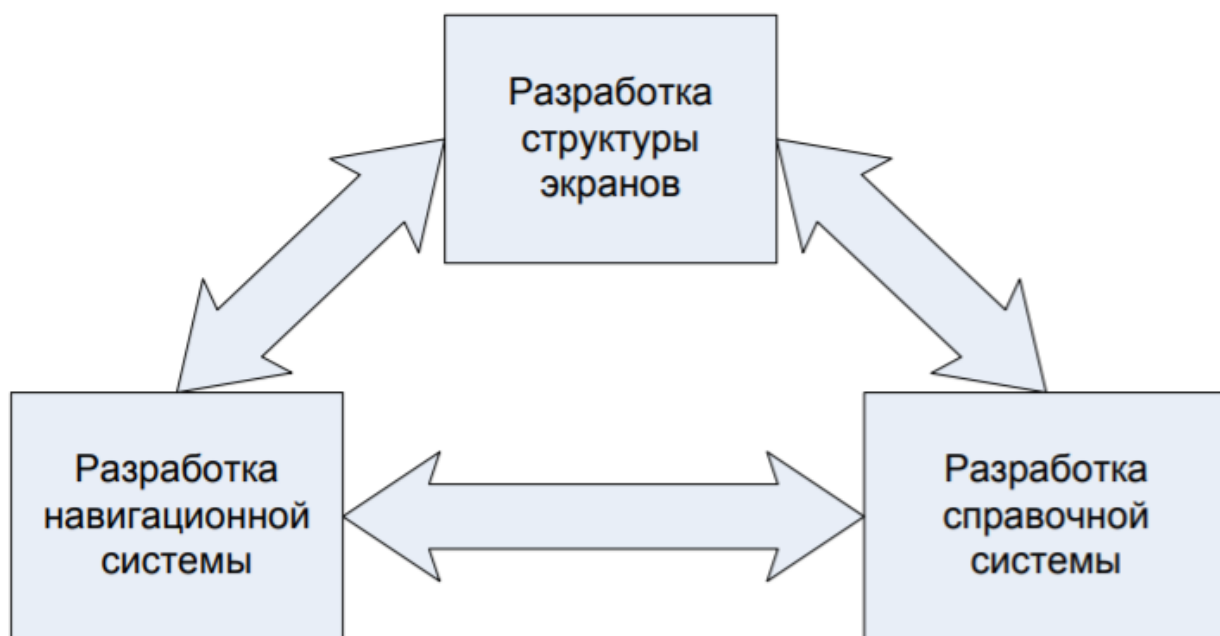 Разработка
структуры
экранов
Разработка
навигационной
системы
Разработка
справочной
системы